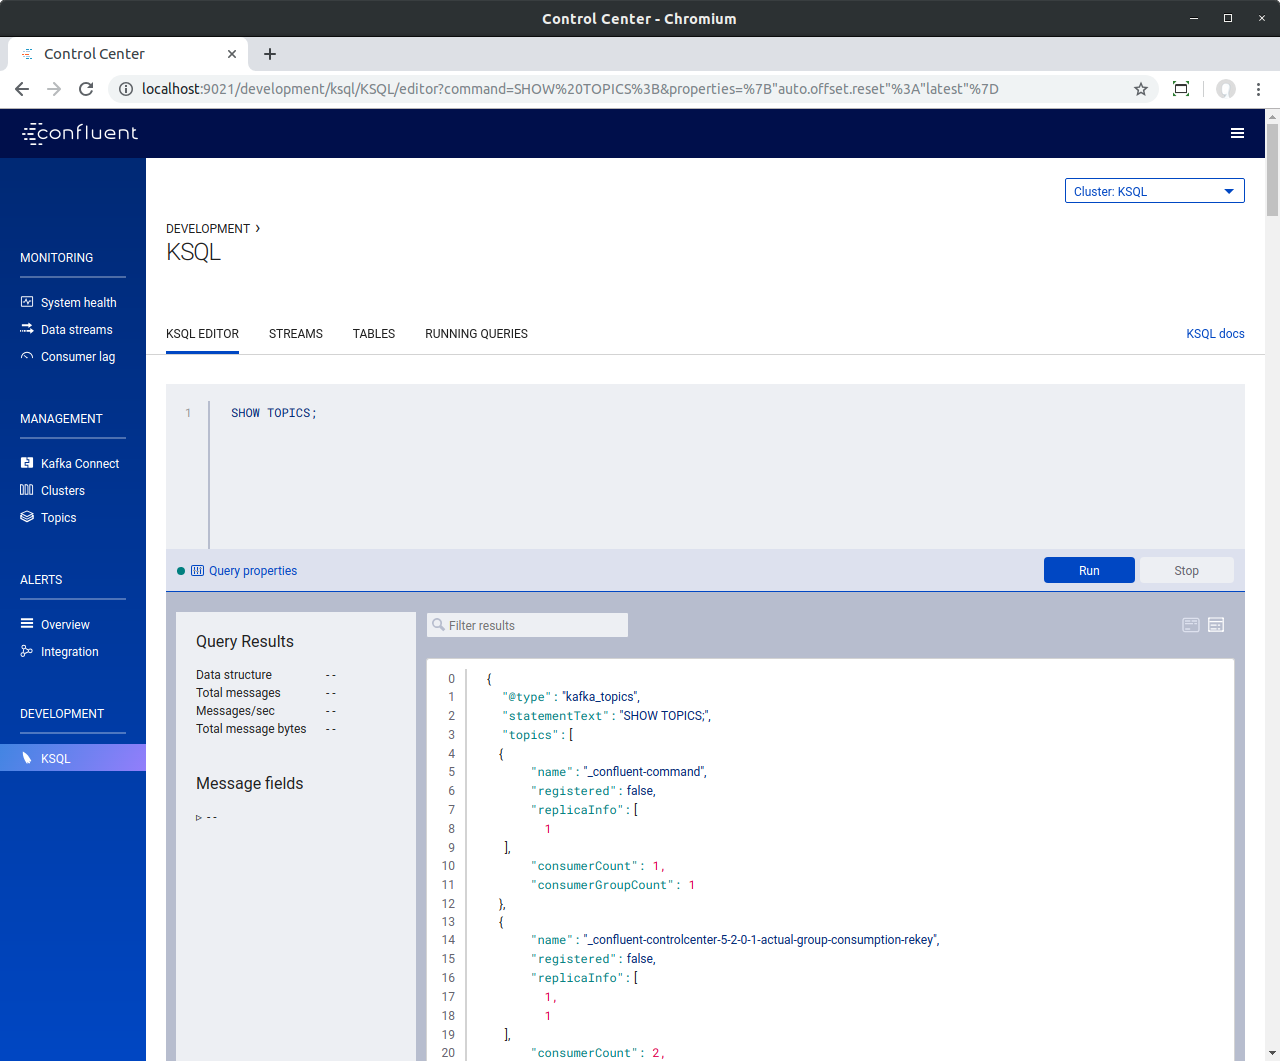 Control Center - Chromium
Control Center
localhost:9021/development/ksql/KSQL/editor?command=SHOW%20TOPICS%3B&properties=%7B"auto.offset.reset"%3A"latest"%7D
confluent
Cluster: KSQL
DEVELOPMENT ›
KSQL
MONITORING
System health
Data streams
Consumer lag
MANAGEMENT
Kafka Connect
Clusters
Topics
ALERTS
Overview
Integration
DEVELOPMENT
KSQL
KSQL EDITOR STREAMS TABLES RUNNING QUERIES KSQL docs
1 SHOW TOPICS;
Query properties Run Stop
Query Results
Data structure --
Total messages --
Messages/sec --
Total message bytes --
Message fields
--
Filter results
0 {
1 "@type": "kafka_topics",
2 "statementText": "SHOW TOPICS;",
3 "topics": [
4 {
5 "name": "_confluent-command",
6 "registered": false,
7 "replicaInfo": [
8 1
9 ],
10 "consumerCount": 1,
11 "consumerGroupCount": 1
12 },
13 {
14 "name": "_confluent-controlcenter-5-2-0-1-actual-group-consumption-rekey",
15 "registered": false,
16 "replicaInfo": [
17 1,
18 1
19 ],
20 "consumerCount": 2,